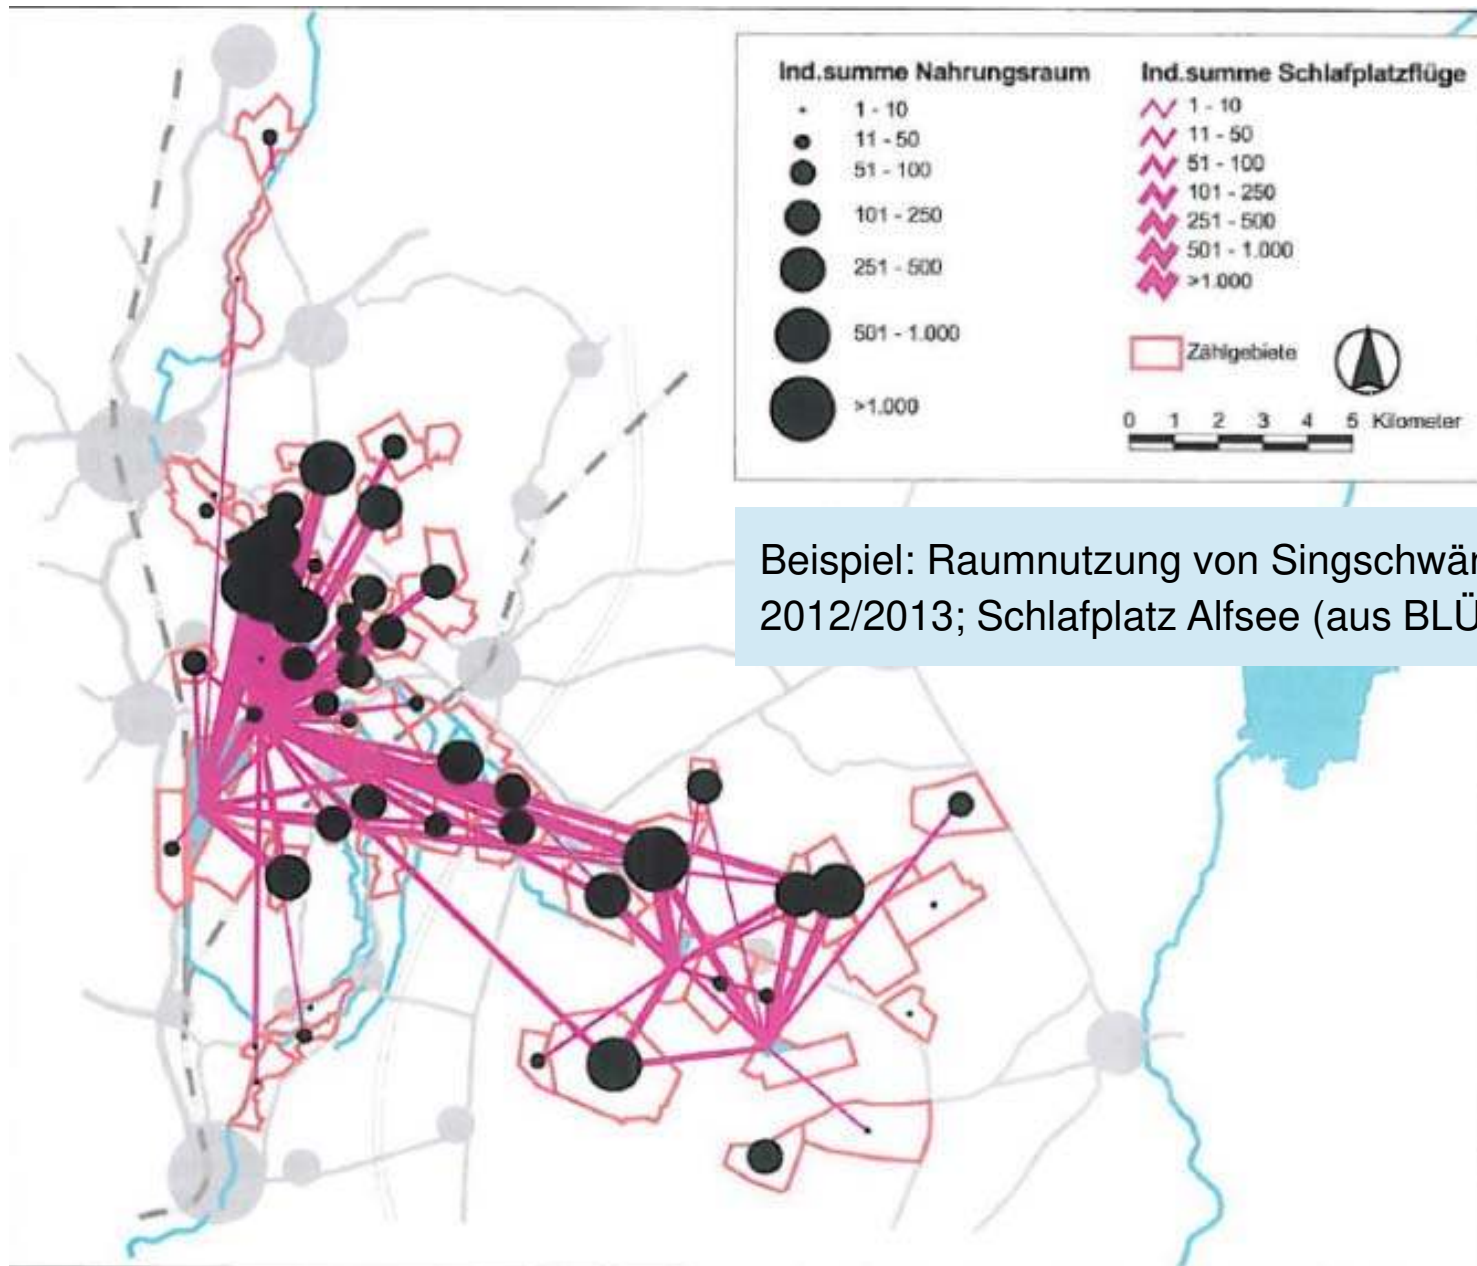 Ind.summe Nahrungsraum
1 - 10
11 - 50
51 - 100
101 - 250
251 - 500
501 - 1.000
>1.000
Ind.summe Schlafplatzflüge
1 - 10
11 - 50
51 - 100
101 - 250
251 - 500
501 - 1.000
>1.000
Zählgebiete
0 1 2 3 4 5 Kilometer
Beispiel: Raumnutzung von
2012/2013; Schlafplatz Alfsee (aus